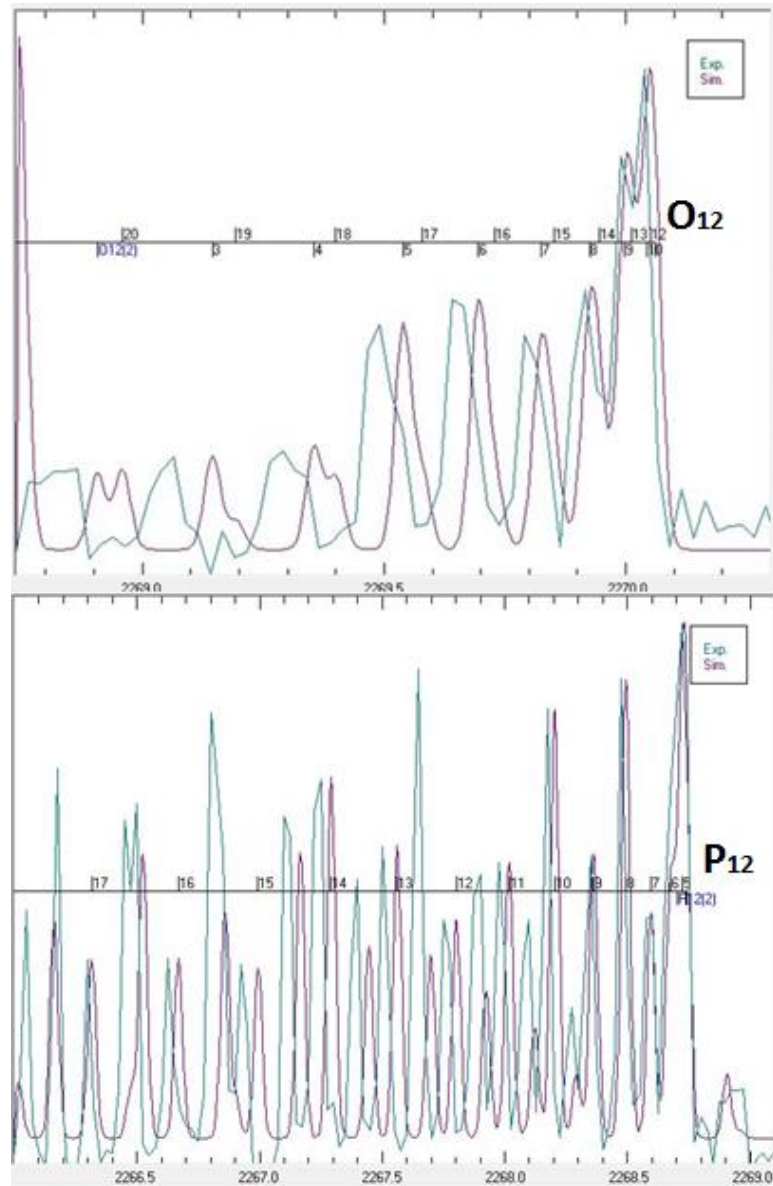 Exp.
Sim.
O12
|20 |19 |18 |17 |16 |15 |14 |13 |12
|O12(2) |3 |4 |5 |6 |7 |8 |9 |10
2269.0 2269.5 2270.0
Exp.
Sim.
P12
|17 |16 |15 |14 |13 |12 |11 |10 |9 |8 |7 |6 |5
12(2)
2266.5 2267.0 2267.5 2268.0 2268.5 2269.0